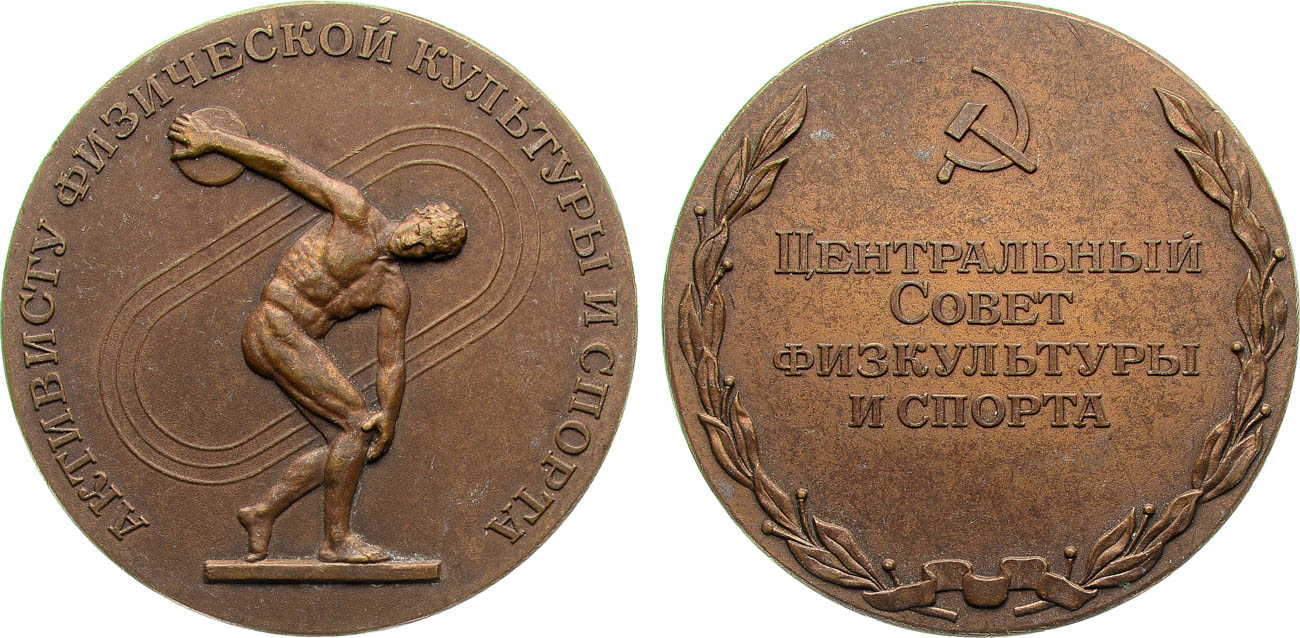 АКТИВИСТУ ФИЗИЧЕСКОЙ КУЛЬТУРЫ И СПОРТА
ЦЕНТРАЛЬНЫЙ
СОВЕТ
ФИЗКУЛЬТУРЫ
И СПОРТА